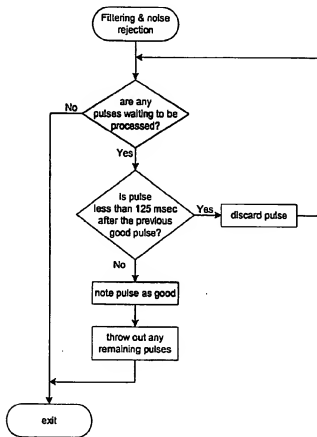 Filtering & noise
rejection
are any
pulses waiting to be
processed?
No
Yes
Is pulse
less than 125 msec
after the previous
good pulse?
Yes
discard pulse
No
note pulse as good
throw out any
remaining pulses
exit